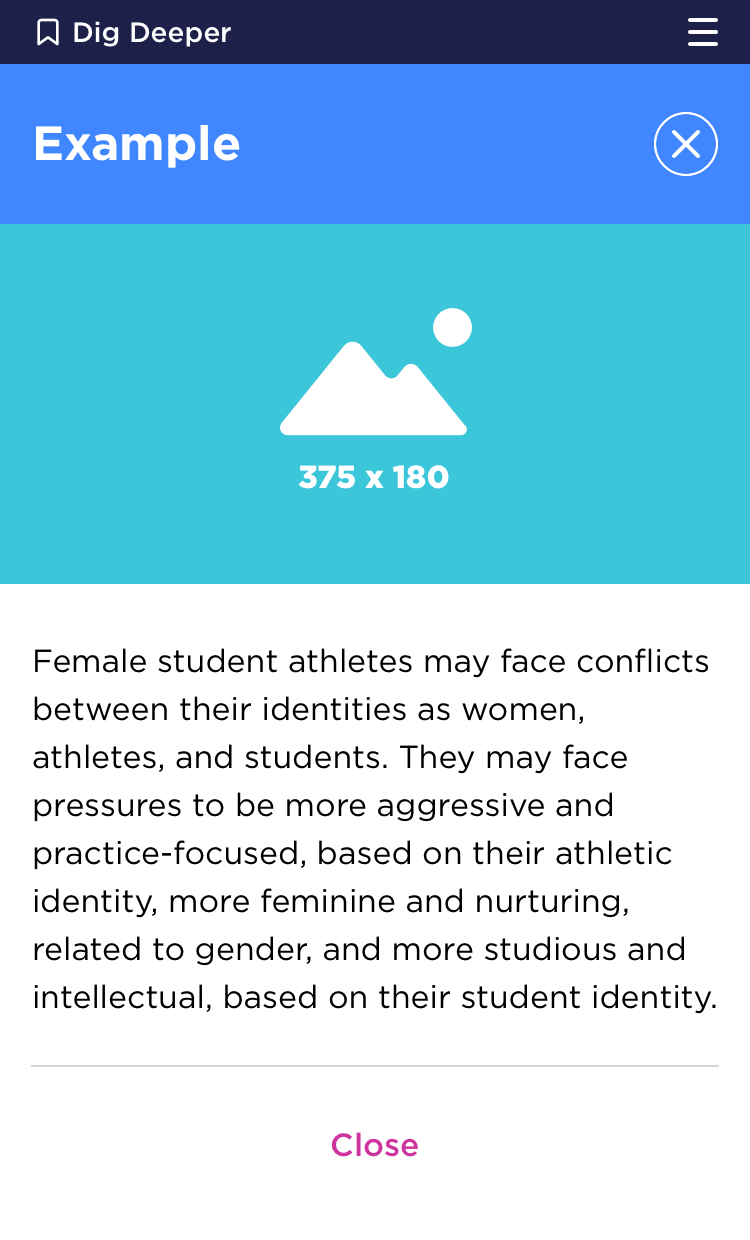 Dig Deeper
Example
375 x 180
Female student athletes may face conflicts
between their identities as women,
athletes, and students. They may face
pressures to be more aggressive and
practice-focused, based on their athletic
identity, more feminine and nurturing,
related to gender, and more studious and
intellectual, based on their student identity.
Close